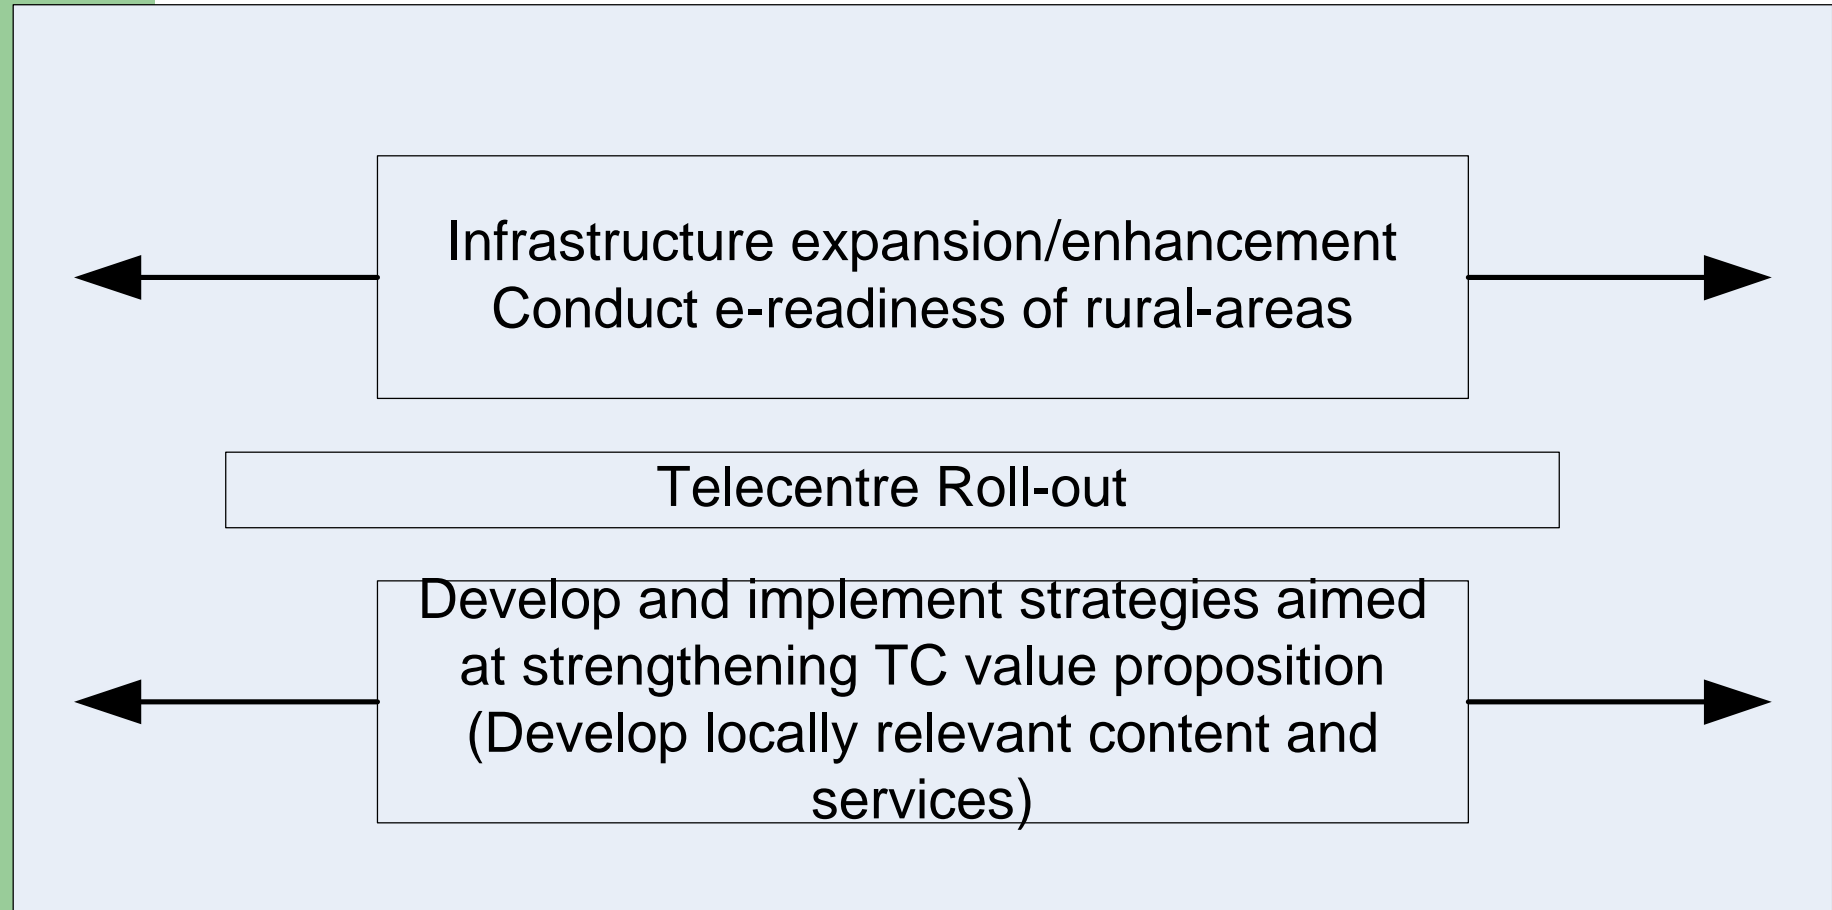 Infrastructure expansion/enhancement
Conduct e-readiness of rural-areas
Telecentre Roll-out
Develop and implement strategies aimed
at strengthening TC value proposition
(Develop locally relevant content and
services)